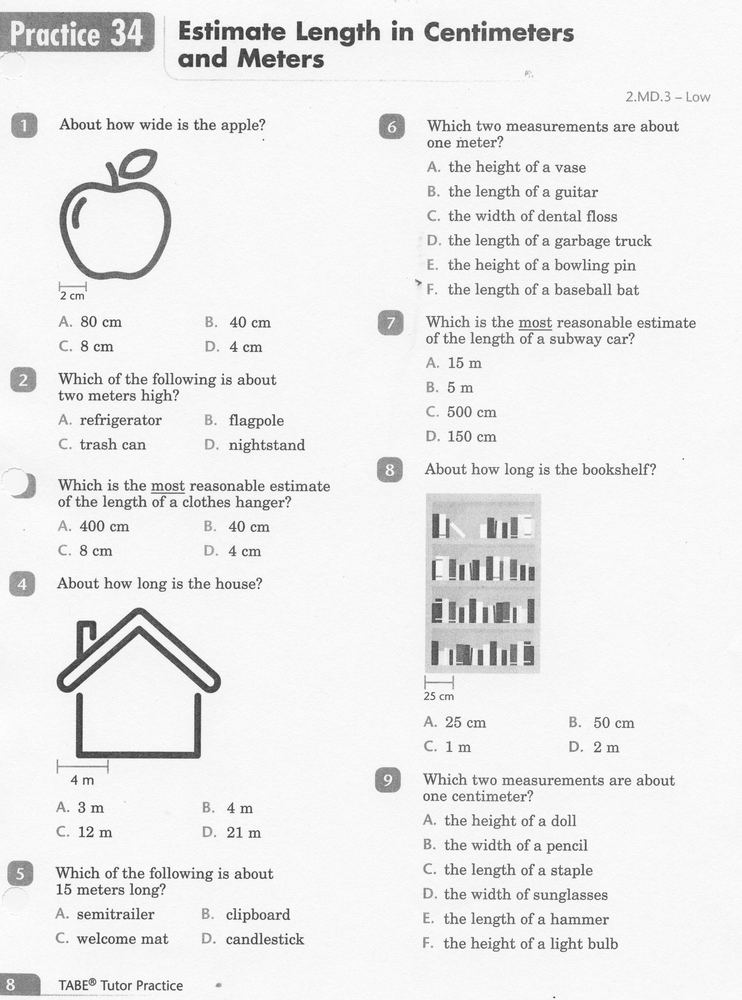 Practice 34
Estimate Length in Centimeters
and Meters
2.MD.3 – Low
1 About how wide is the apple?
2 cm
A. 80 cm B. 40 cm
C. 8 cm D. 4 cm
2 Which of the following is about
two meters high?
A. refrigerator B. flagpole
C. trash can D. nightstand
Which is the most reasonable estimate
of the length of a clothes hanger?
A. 400 cm B. 40 cm
C. 8 cm D. 4 cm
4 About how long is the house?
4 m
A. 3 m B. 4 m
C. 12 m D. 21 m
5 Which of the following is about
15 meters long?
A. semitrailer B. clipboard
C. welcome mat D. candlestick
6 Which two measurements are about
one meter?
A. the height of a vase
B. the length of a guitar
C. the width of dental floss
D. the length of a garbage truck
E. the height of a bowling pin
F. the length of a baseball bat
7 Which is the most reasonable estimate
of the length of a subway car?
A. 15 m
B. 5 m
C. 500 cm
D. 150 cm
8 About how long is the bookshelf?
25 cm
A. 25 cm B. 50 cm
C. 1 m D. 2 m
9 Which two measurements are about
one centimeter?
A. the height of a doll
B. the width of a pencil
C. the length of a staple
D. the width of sunglasses
E. the length of a hammer
F. the height of a light bulb
8 TABE® Tutor Practice